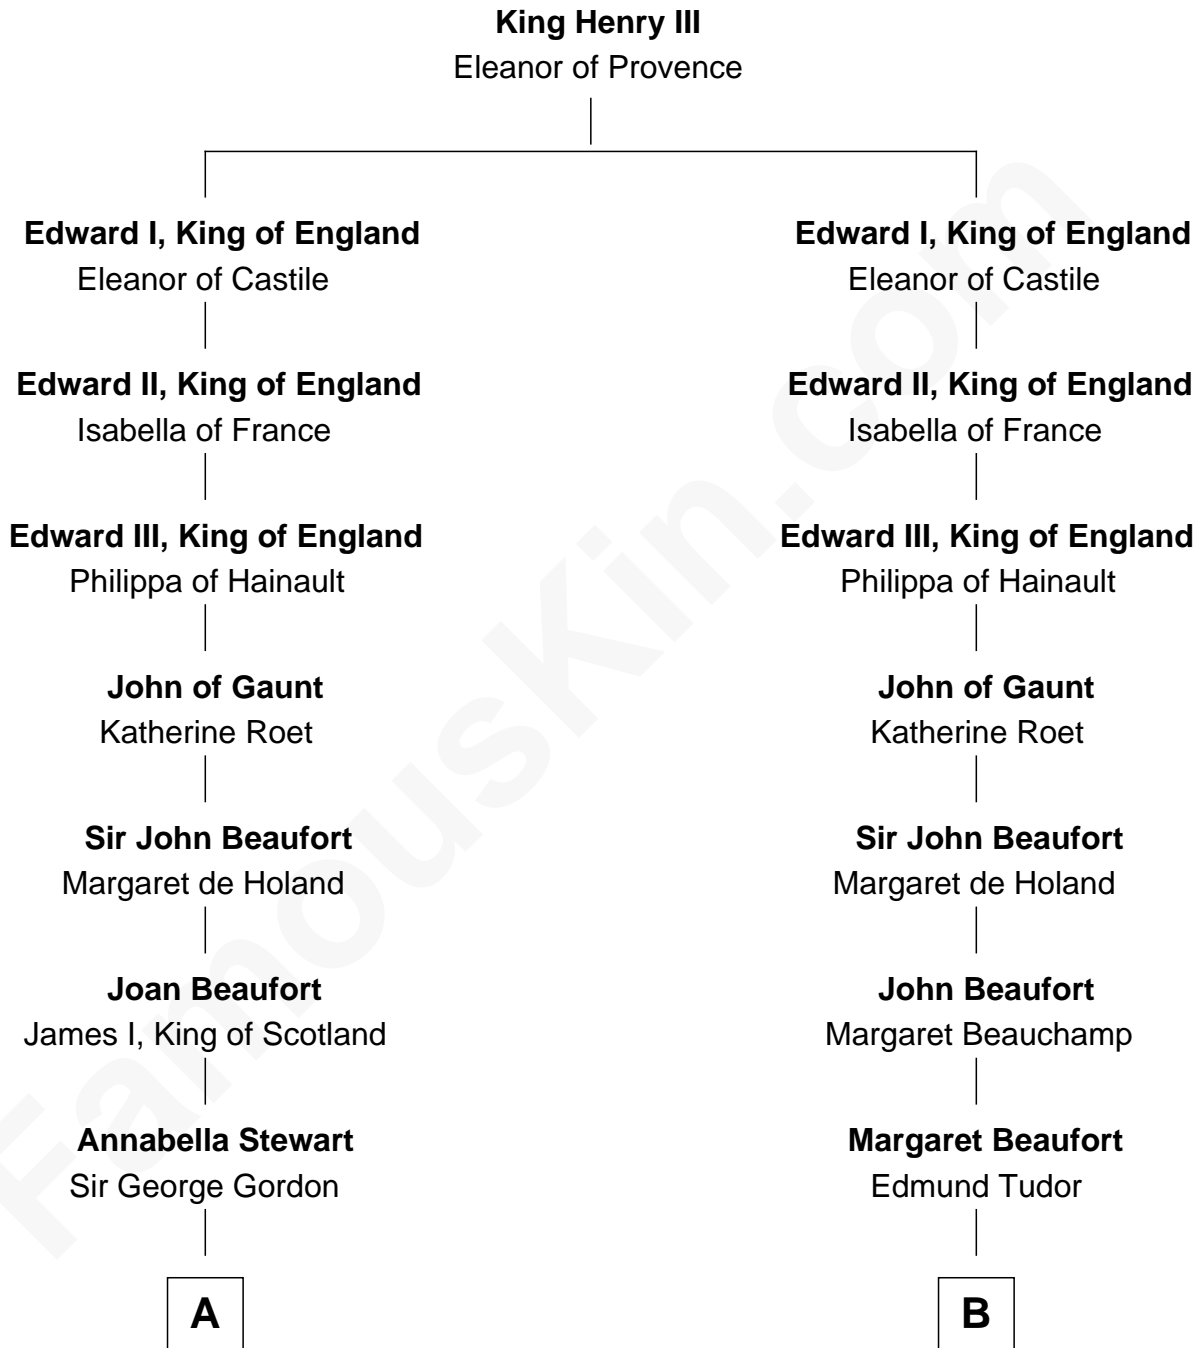 King Henry III
Eleanor of Provence
Edward I, King of England
Eleanor of Castile
Edward I, King of England
Eleanor of Castile
Edward II, King of England
Isabella of France
Edward II, King of England
Isabella of France
Edward III, King of England
Philippa of Hainault
Edward III, King of England
Philippa of Hainault
John of Gaunt
Katherine Roet
John of Gaunt
Katherine Roet
Sir John Beaufort
Margaret de Holand
Sir John Beaufort
Margaret de Holand
Joan Beaufort
James I, King of Scotland
John Beaufort
Margaret Beauchamp
Annabella Stewart
Sir George Gordon
Margaret Beaufort
Edmund Tudor
A
B
FamousKin.com